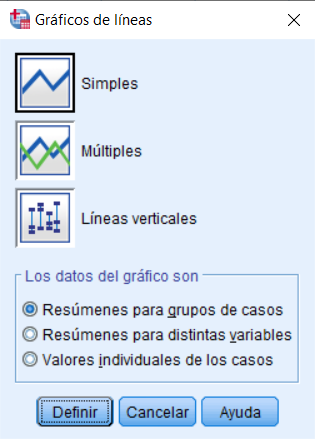 Gráficos de líneas
Simples
Múltiples
Líneas verticales
Los datos del gráfico son
Resúmenes para grupos de casos
Resúmenes para distintas variables
Valores individuales de los casos
Definir Cancelar Ayuda